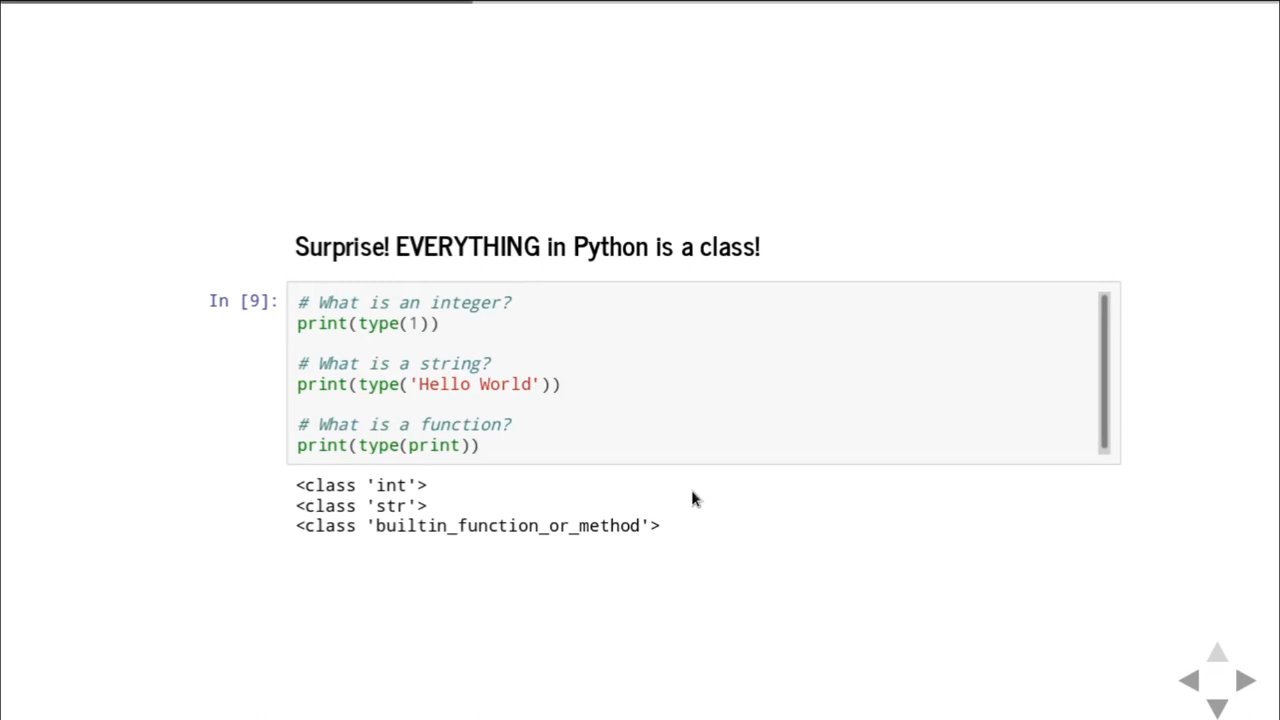 Surprise! EVERYTHING in Python is a class!
In [9]:
# What is an integer?
print(type(1))
# What is a string?
print(type('Hello World'))
# What is a function?
print(type(print))
<class 'int'>
<class 'str'>
<class 'builtin_function_or_method'>